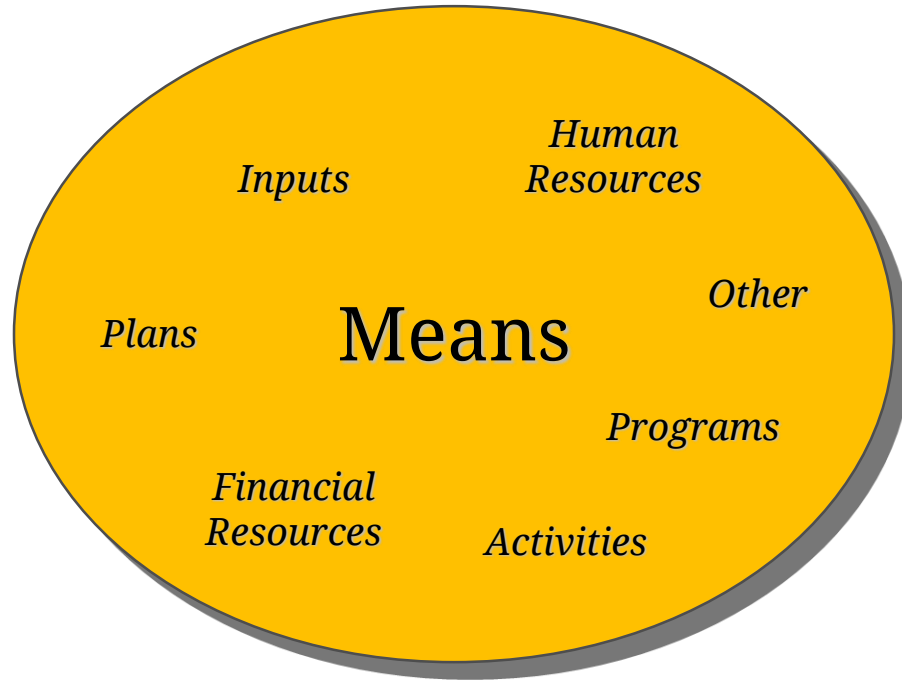 Human
Resources
Inputs
Other
Means
Plans
Programs
Financial
Resources
Activities